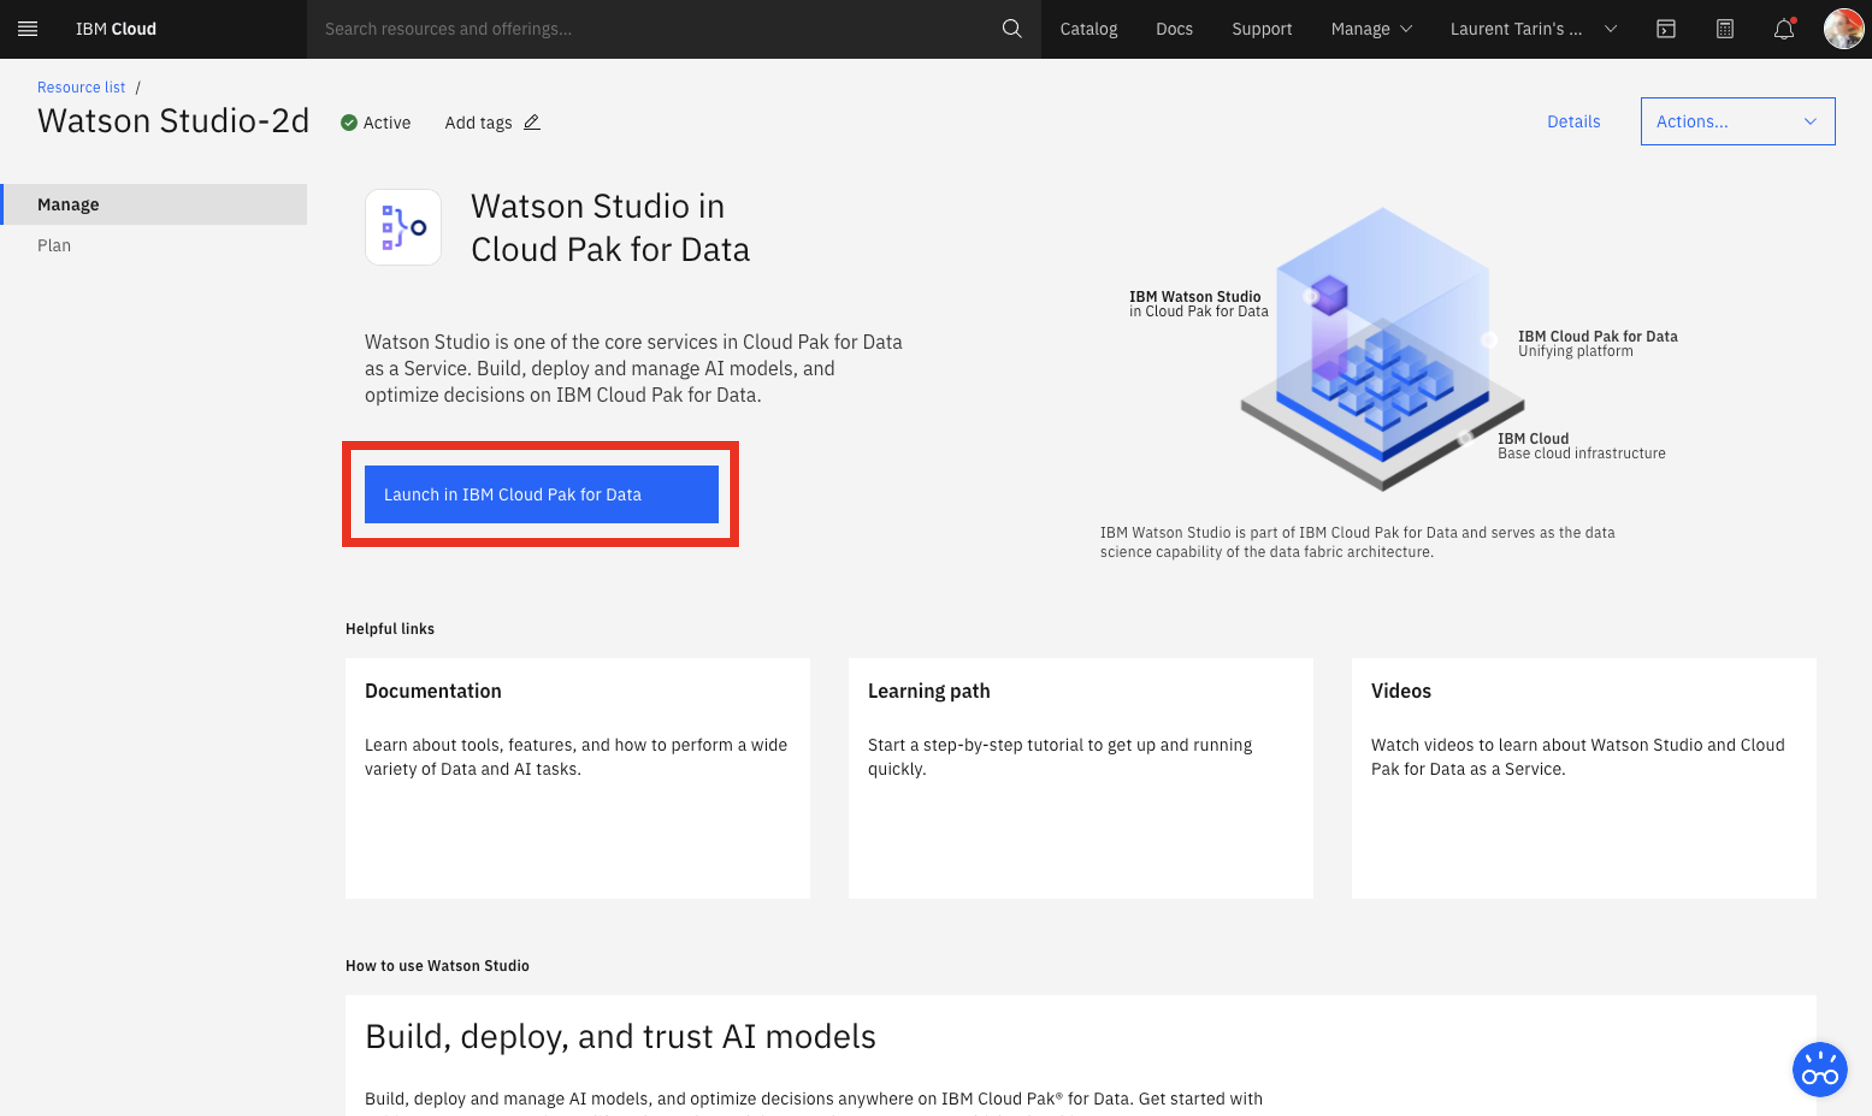 IBM Cloud
Search resources and offerings...
Catalog
Docs
Support
Manage
Laurent Tarin's ...
Resource list /
Watson Studio-2d
Active
Add tags
Details
Actions...
Manage
Plan
Watson Studio in
Cloud Pak for Data
Watson Studio is one of the core services in Cloud Pak for Data
as a Service. Build, deploy and manage AI models, and
optimize decisions on IBM Cloud Pak for Data.
Launch in IBM Cloud Pak for Data
IBM Watson Studio
in Cloud Pak for Data
IBM Cloud Pak for Data
Unifying platform
IBM Cloud
Base cloud infrastructure
IBM Watson Studio is part of IBM Cloud Pak for Data and serves as the data
science capability of the data fabric architecture.
Helpful links
Documentation
Learn about tools, features, and how to perform a wide
variety of Data and AI tasks.
Learning path
Start a step-by-step tutorial to get up and running
quickly.
Videos
Watch videos to learn about Watson Studio and Cloud
Pak for Data as a Service.
How to use Watson Studio
Build, deploy, and trust AI models
Build, deploy and manage AI models, and optimize decisions anywhere on IBM Cloud Pak® for Data. Get started with